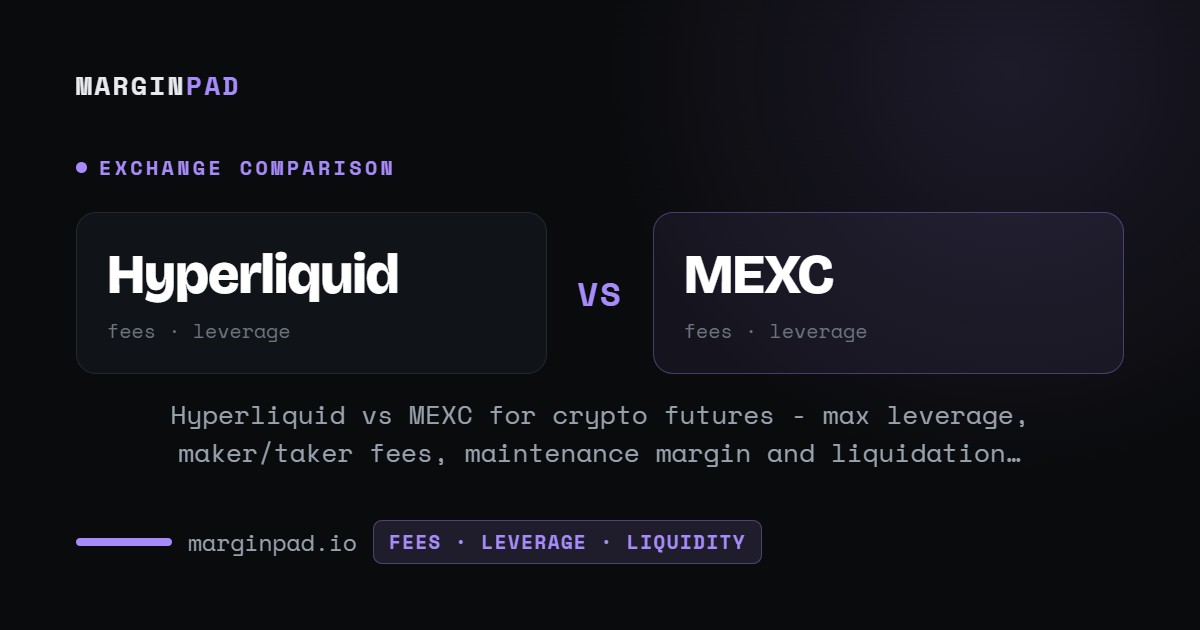 MARGINPAD
EXCHANGE COMPARISON
Hyperliquid
fees · leverage
VS
MEXC
fees · leverage
Hyperliquid vs MEXC for crypto futures - max leverage,
maker/taker fees, maintenance margin and liquidation…
marginpad.io
FEES · LEVERAGE · LIQUIDITY